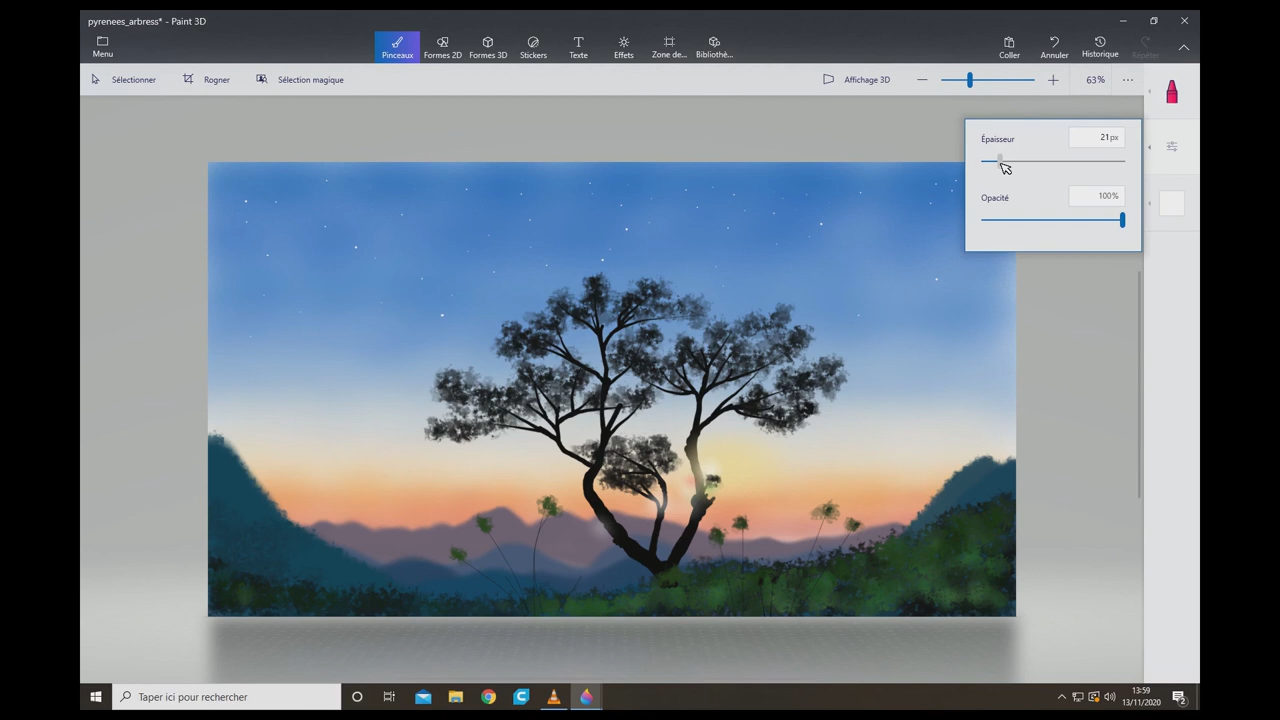 pyrenees_arbress* - Paint 3D
Menu
Pinceaux
Formes 2D
Formes 3D
Stickers
Texte
Effets
Zone de...
Bibliothè...
Coller
Annuler
Historique
Répéter
Sélectionner
Rogner
Sélection magique
Affichage 3D
63%
Épaisseur
21px
Opacité
100%
Taper ici pour rechercher
13:59
13/11/2020
2